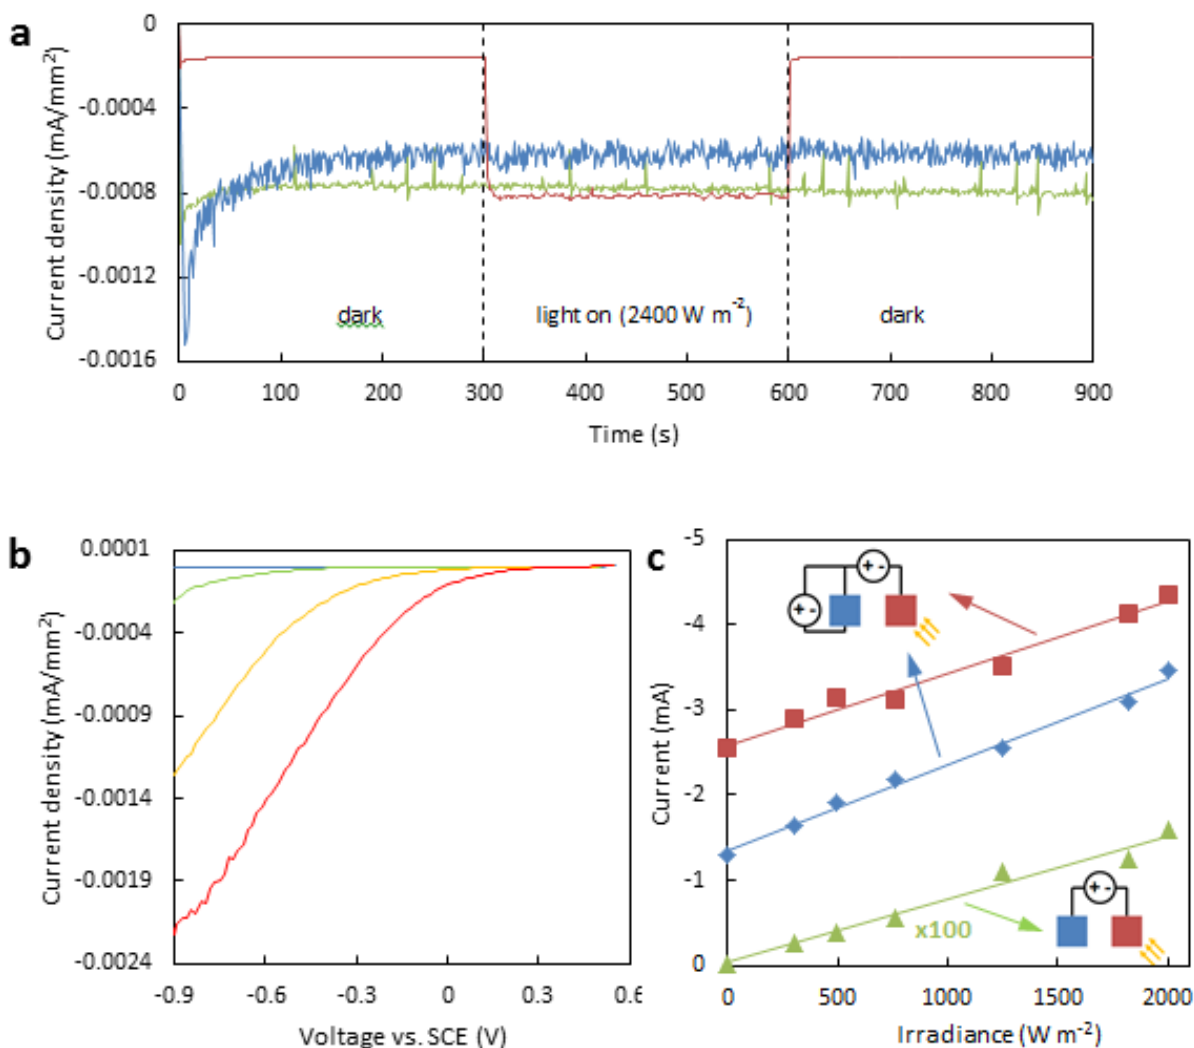 a
0
-0.0004
-0.0008
-0.0012
-0.0016
Current density (mA/mm²)
dark
light on (2400 W m⁻²)
dark
0 100 200 300 400 500 600 700 800 900
Time (s)
b
0.0001
-0.0004
-0.0009
-0.0014
-0.0019
-0.0024
Current density (mA/mm²)
-0.9 -0.6 -0.3 0 0.3 0.6
Voltage vs. SCE (V)
c
-5
-4
-3
-2
-1
-0
Current (mA)
+ -
+ -
+ -
x100
0 500 1000 1500 2000
Irradiance (W m⁻²)